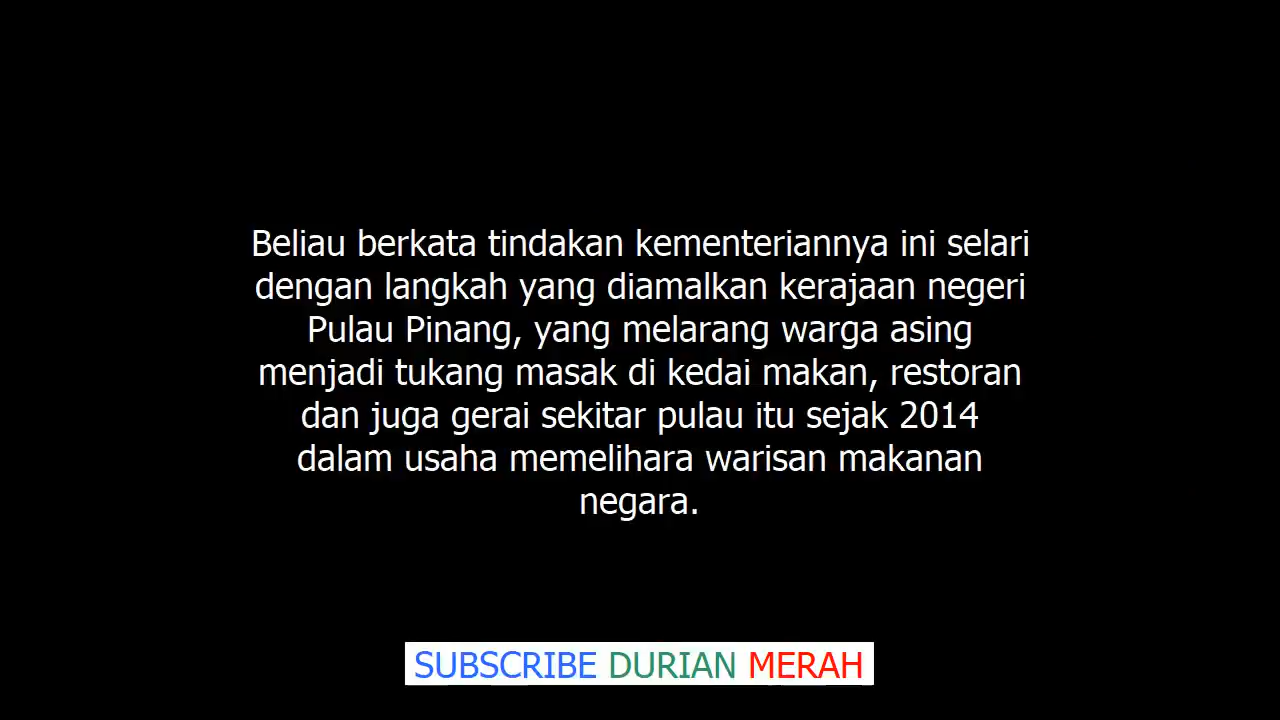 Beliau berkata tindakan kementeriannya ini selari
dengan langkah yang diamalkan kerajaan negeri
Pulau Pinang, yang melarang warga asing
menjadi tukang masak di kedai makan, restoran
dan juga gerai sekitar pulau itu sejak 2014
dalam usaha memelihara warisan makanan
negara.
SUBSCRIBE DURIAN MERAH